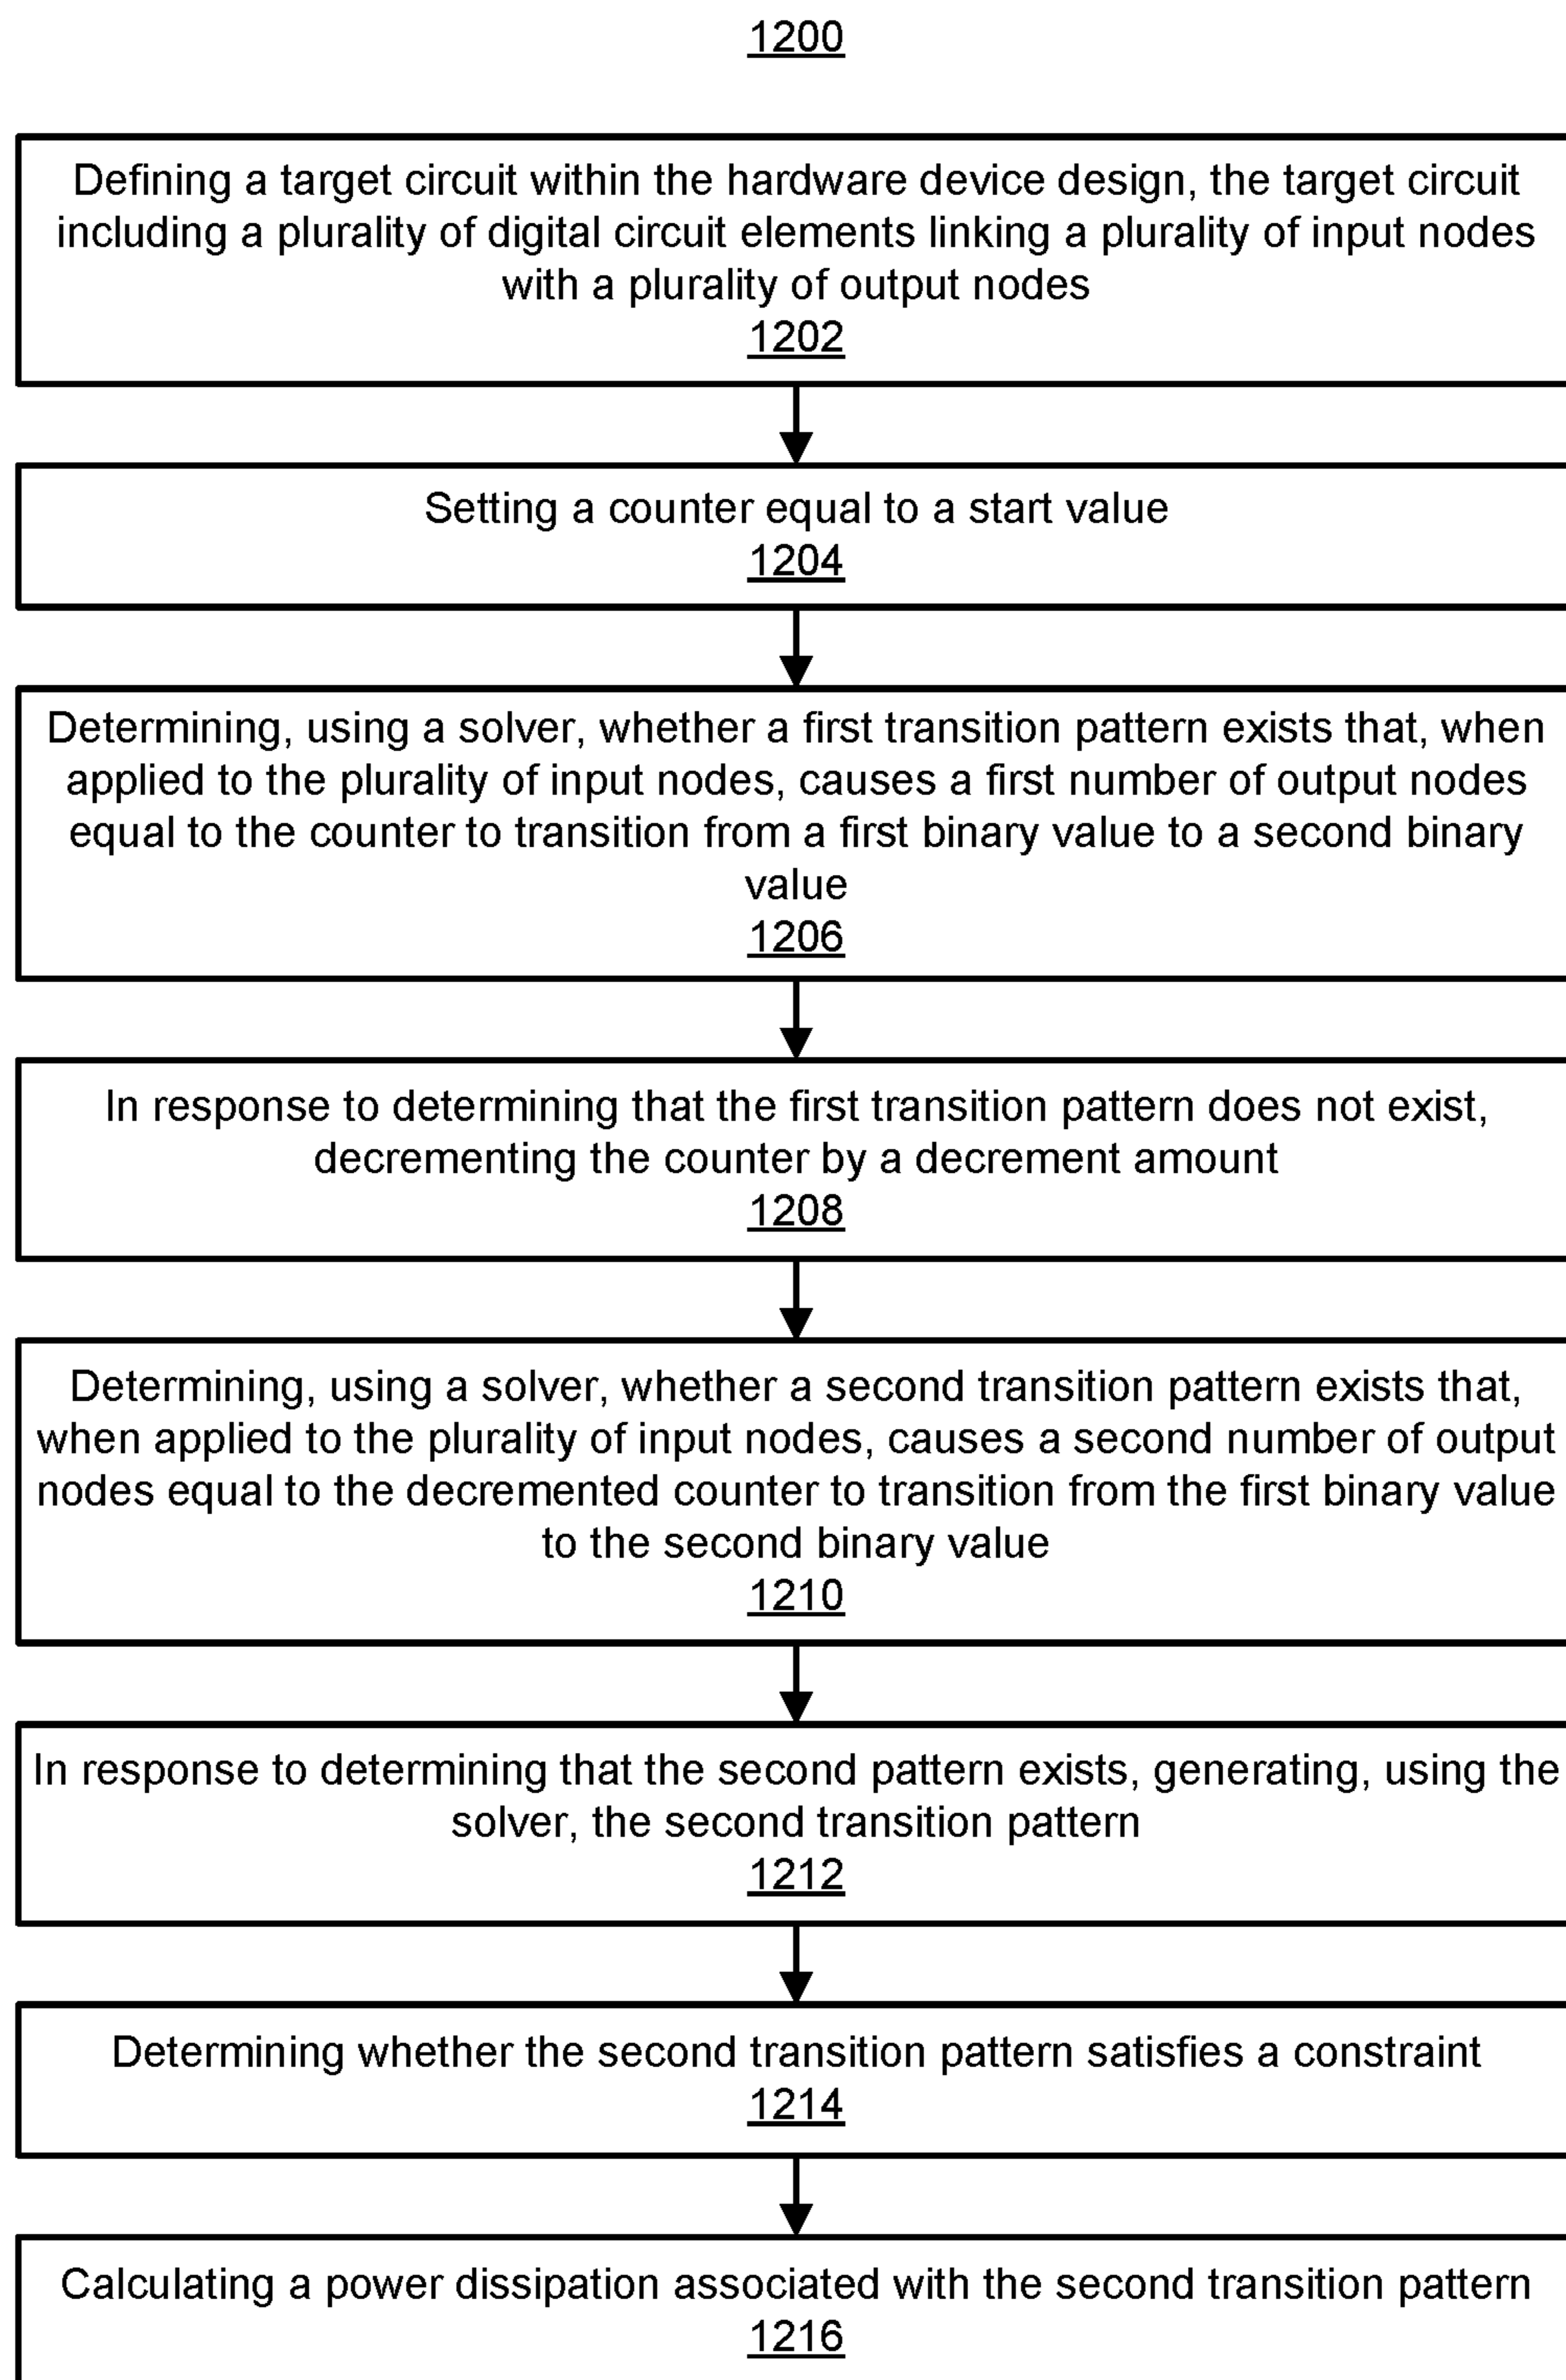 1200
Defining a target circuit within the hardware device design, the target circuit
including a plurality of digital circuit elements linking a plurality of input nodes
with a plurality of output nodes
1202
Setting a counter equal to a start value
1204
Determining, using a solver, whether a first transition pattern exists that, when
applied to the plurality of input nodes, causes a first number of output nodes
equal to the counter to transition from a first binary value to a second binary
value
1206
In response to determining that the first transition pattern does not exist,
decrementing the counter by a decrement amount
1208
Determining, using a solver, whether a second transition pattern exists that,
when applied to the plurality of input nodes, causes a second number of output
nodes equal to the decremented counter to transition from the first binary value
to the second binary value
1210
In response to determining that the second pattern exists, generating, using the
solver, the second transition pattern
1212
Determining whether the second transition pattern satisfies a constraint
1214
Calculating a power dissipation associated with the second transition pattern
1216